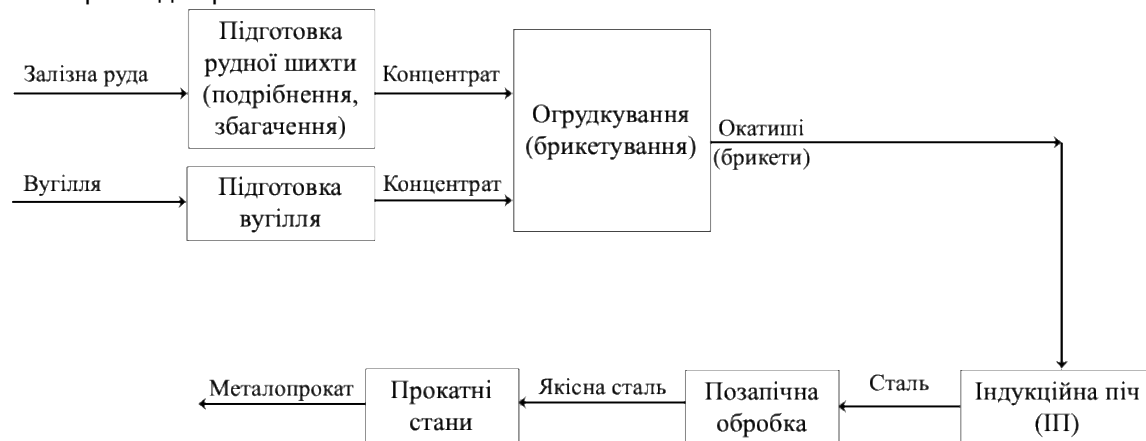 Підготовка
рудної шихти
(подрібнення,
збагачення)
Залізна руда
Концентрат
Огрудкування
(брикетування)
Окатиші
(брикети)
Вугілля
Підготовка
вугілля
Концентрат
Металопрокат
Прокатні
стани
Якісна сталь
Позапічна
обробка
Сталь
Індукційна піч
(ІП)